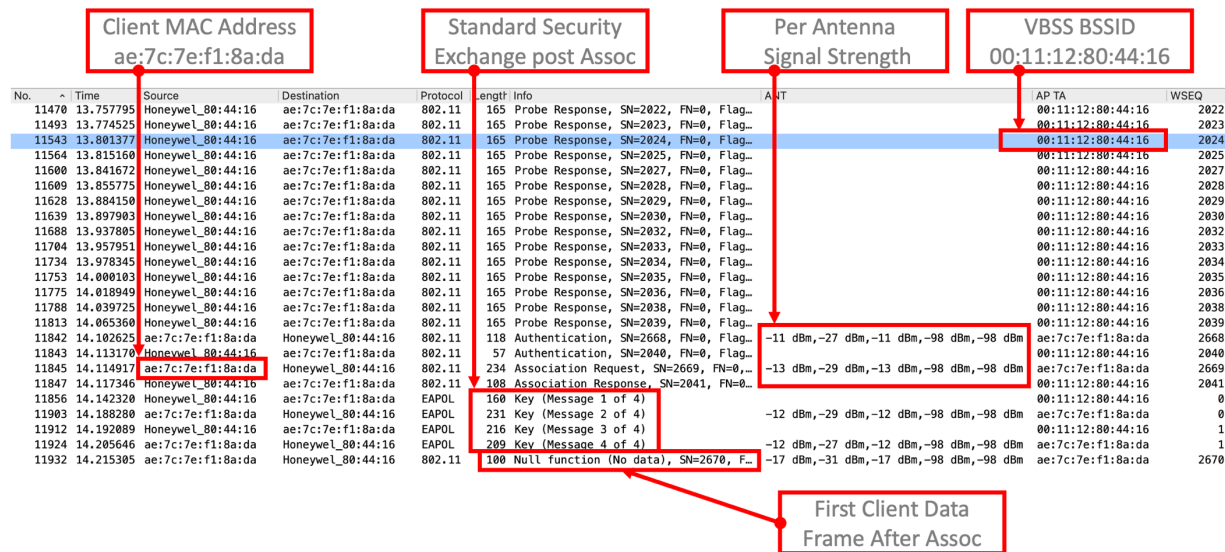 Client MAC Address
ae:7c:7e:f1:8a:da
Standard Security
Exchange post Assoc
Per Antenna
Signal Strength
VBSS BSSID
00:11:12:80:44:16
No. Time Source Destination Protocol Length Info ANT AP TA WSEQ
11470 13.757795 Honeywel_80:44:16 ae:7c:7e:f1:8a:da 802.11 165 Probe Response, SN=2022, FN=0, Flag… 00:11:12:80:44:16 2022
11493 13.774525 Honeywel_80:44:16 ae:7c:7e:f1:8a:da 802.11 165 Probe Response, SN=2023, FN=0, Flag… 00:11:12:80:44:16 2023
11543 13.801377 Honeywel_80:44:16 ae:7c:7e:f1:8a:da 802.11 165 Probe Response, SN=2024, FN=0, Flag… 00:11:12:80:44:16 2024
11564 13.815160 Honeywel_80:44:16 ae:7c:7e:f1:8a:da 802.11 165 Probe Response, SN=2025, FN=0, Flag… 00:11:12:80:44:16 2025
11600 13.841672 Honeywel_80:44:16 ae:7c:7e:f1:8a:da 802.11 165 Probe Response, SN=2027, FN=0, Flag… 00:11:12:80:44:16 2027
11609 13.855775 Honeywel_80:44:16 ae:7c:7e:f1:8a:da 802.11 165 Probe Response, SN=2028, FN=0, Flag… 00:11:12:80:44:16 2028
11628 13.884150 Honeywel_80:44:16 ae:7c:7e:f1:8a:da 802.11 165 Probe Response, SN=2029, FN=0, Flag… 00:11:12:80:44:16 2029
11639 13.897903 Honeywel_80:44:16 ae:7c:7e:f1:8a:da 802.11 165 Probe Response, SN=2030, FN=0, Flag… 00:11:12:80:44:16 2030
11688 13.937805 Honeywel_80:44:16 ae:7c:7e:f1:8a:da 802.11 165 Probe Response, SN=2032, FN=0, Flag… 00:11:12:80:44:16 2032
11704 13.957951 Honeywel_80:44:16 ae:7c:7e:f1:8a:da 802.11 165 Probe Response, SN=2033, FN=0, Flag… 00:11:12:80:44:16 2033
11734 13.978345 Honeywel_80:44:16 ae:7c:7e:f1:8a:da 802.11 165 Probe Response, SN=2034, FN=0, Flag… 00:11:12:80:44:16 2034
11753 14.000103 Honeywel_80:44:16 ae:7c:7e:f1:8a:da 802.11 165 Probe Response, SN=2035, FN=0, Flag… 00:11:12:80:44:16 2035
11775 14.018949 Honeywel_80:44:16 ae:7c:7e:f1:8a:da 802.11 165 Probe Response, SN=2036, FN=0, Flag… 00:11:12:80:44:16 2036
11788 14.039725 Honeywel_80:44:16 ae:7c:7e:f1:8a:da 802.11 165 Probe Response, SN=2038, FN=0, Flag… 00:11:12:80:44:16 2038
11813 14.065360 Honeywel_80:44:16 ae:7c:7e:f1:8a:da 802.11 165 Probe Response, SN=2039, FN=0, Flag… 00:11:12:80:44:16 2039
11842 14.102625 ae:7c:7e:f1:8a:da Honeywel_80:44:16 802.11 118 Authentication, SN=2668, FN=0, Flag… -11 dBm,-27 dBm,-11 dBm,-98 dBm,-98 dBm ae:7c:7e:f1:8a:da 2668
11843 14.113170 Honeywel_80:44:16 ae:7c:7e:f1:8a:da 802.11 57 Authentication, SN=2040, FN=0, Flag… 00:11:12:80:44:16 2040
11845 14.114917 ae:7c:7e:f1:8a:da Honeywel_80:44:16 802.11 234 Association Request, SN=2669, FN=0,… -13 dBm,-29 dBm,-13 dBm,-98 dBm,-98 dBm ae:7c:7e:f1:8a:da 2669
11847 14.117346 Honeywel_80:44:16 ae:7c:7e:f1:8a:da 802.11 108 Association Response, SN=2041, FN=0… 00:11:12:80:44:16 2041
11856 14.142320 Honeywel_80:44:16 ae:7c:7e:f1:8a:da EAPOL 160 Key (Message 1 of 4) 00:11:12:80:44:16 0
11903 14.188280 ae:7c:7e:f1:8a:da Honeywel_80:44:16 EAPOL 231 Key (Message 2 of 4) -12 dBm,-29 dBm,-12 dBm,-98 dBm,-98 dBm ae:7c:7e:f1:8a:da 0
11912 14.192089 Honeywel_80:44:16 ae:7c:7e:f1:8a:da EAPOL 216 Key (Message 3 of 4) 00:11:12:80:44:16 1
11924 14.205646 ae:7c:7e:f1:8a:da Honeywel_80:44:16 EAPOL 209 Key (Message 4 of 4) -12 dBm,-27 dBm,-12 dBm,-98 dBm,-98 dBm ae:7c:7e:f1:8a:da 1
11932 14.215305 ae:7c:7e:f1:8a:da Honeywel_80:44:16 802.11 100 Null function (No data), SN=2670, F… -17 dBm,-31 dBm,-17 dBm,-98 dBm,-98 dBm ae:7c:7e:f1:8a:da 2670
First Client Data
Frame After Assoc